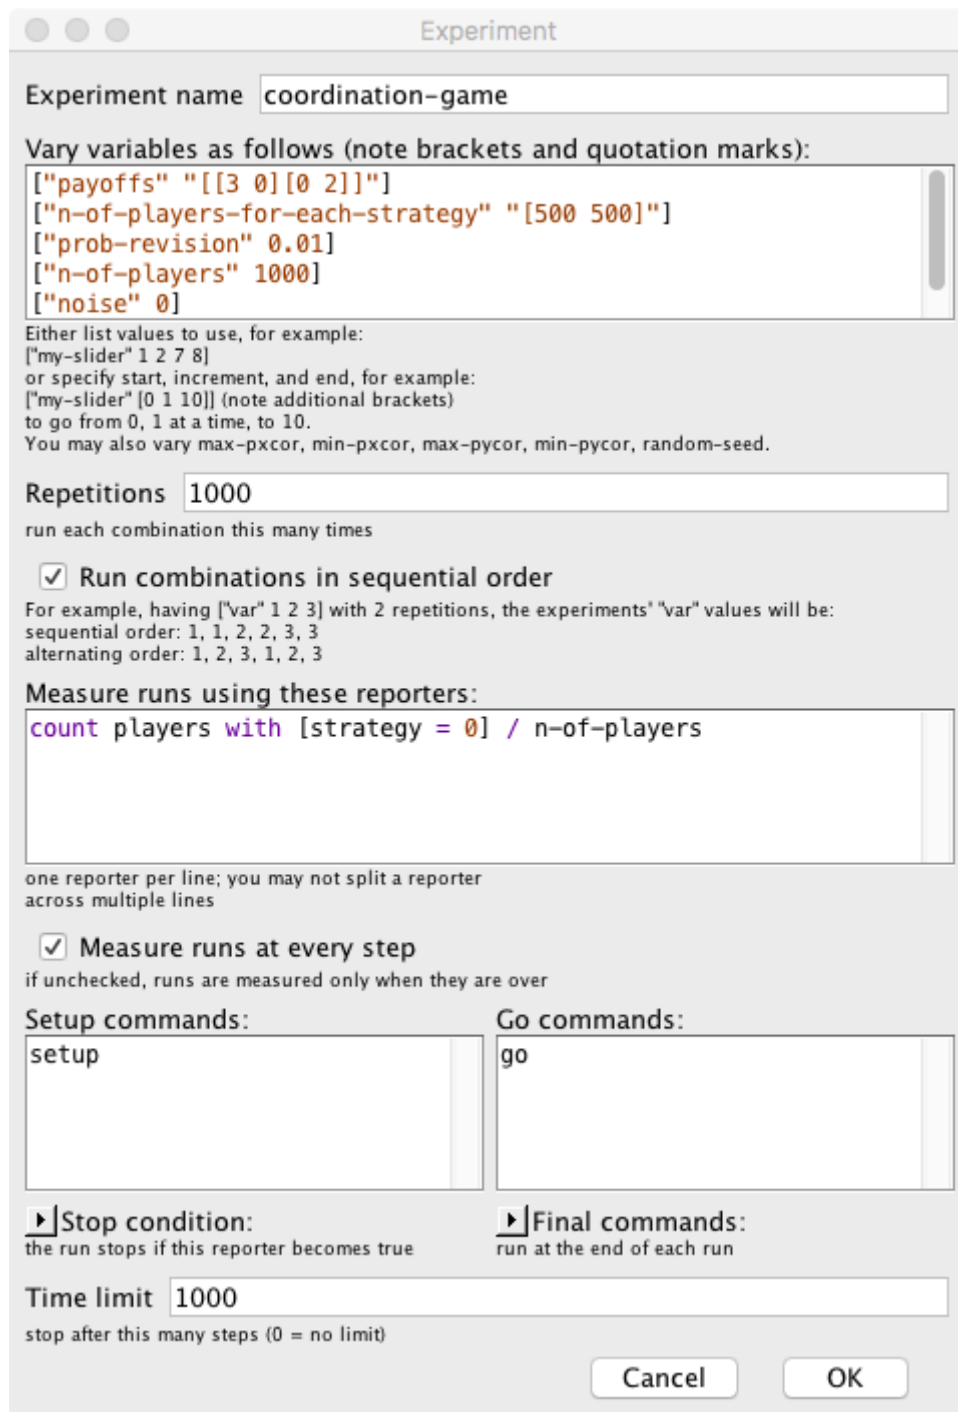 Experiment
Experiment name coordination-game
Vary variables as follows (note brackets and quotation marks):
["payoffs" "[[3 0][0 2]]"]
["n-of-players-for-each-strategy" "[500 500]"]
["prob-revision" 0.01]
["n-of-players" 1000]
["noise" 0]
Either list values to use, for example:
["my-slider" 1 2 7 8]
or specify start, increment, and end, for example:
["my-slider" [0 1 10]] (note additional brackets)
to go from 0, 1 at a time, to 10.
You may also vary max-pxcor, min-pxcor, max-pycor, min-pycor, random-seed.
Repetitions 1000
run each combination this many times
Run combinations in sequential order
For example, having ["var" 1 2 3] with 2 repetitions, the experiments' "var" values will be:
sequential order: 1, 1, 2, 2, 3, 3
alternating order: 1, 2, 3, 1, 2, 3
Measure runs using these reporters:
count players with [strategy = 0] / n-of-players
one reporter per line; you may not split a reporter
across multiple lines
Measure runs at every step
if unchecked, runs are measured only when they are over
Setup commands: Go commands:
setup go
Stop condition: Final commands:
the run stops if this reporter becomes true run at the end of each run
Time limit 1000
stop after this many steps (0 = no limit)
Cancel OK